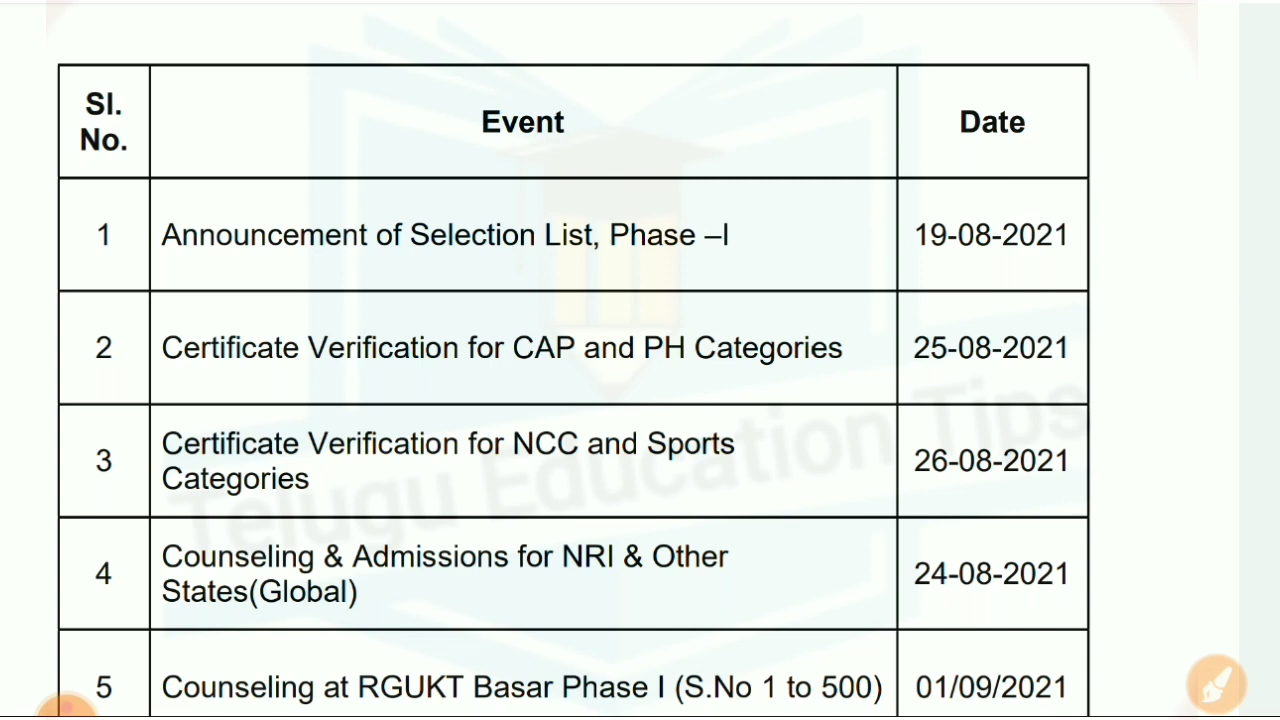 Sl.
No.
Event
Date
1
Announcement of Selection List, Phase –I
19-08-2021
2
Certificate Verification for CAP and PH Categories
25-08-2021
3
Certificate Verification for NCC and Sports
Categories
26-08-2021
4
Counseling & Admissions for NRI & Other
States(Global)
24-08-2021
5
Counseling at RGUKT Basar Phase I (S.No 1 to 500)
01/09/2021
Telugu Education Tips